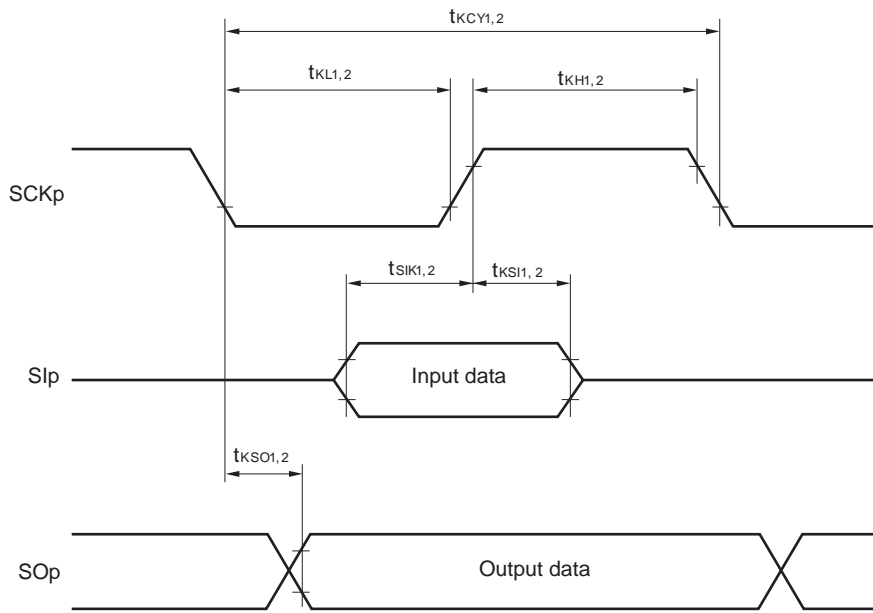 tKCY1, 2
tKL1, 2
tKH1, 2
SCKp
tSIK1, 2
tKSI1, 2
SIp
Input data
tKSO1, 2
SOp
Output data